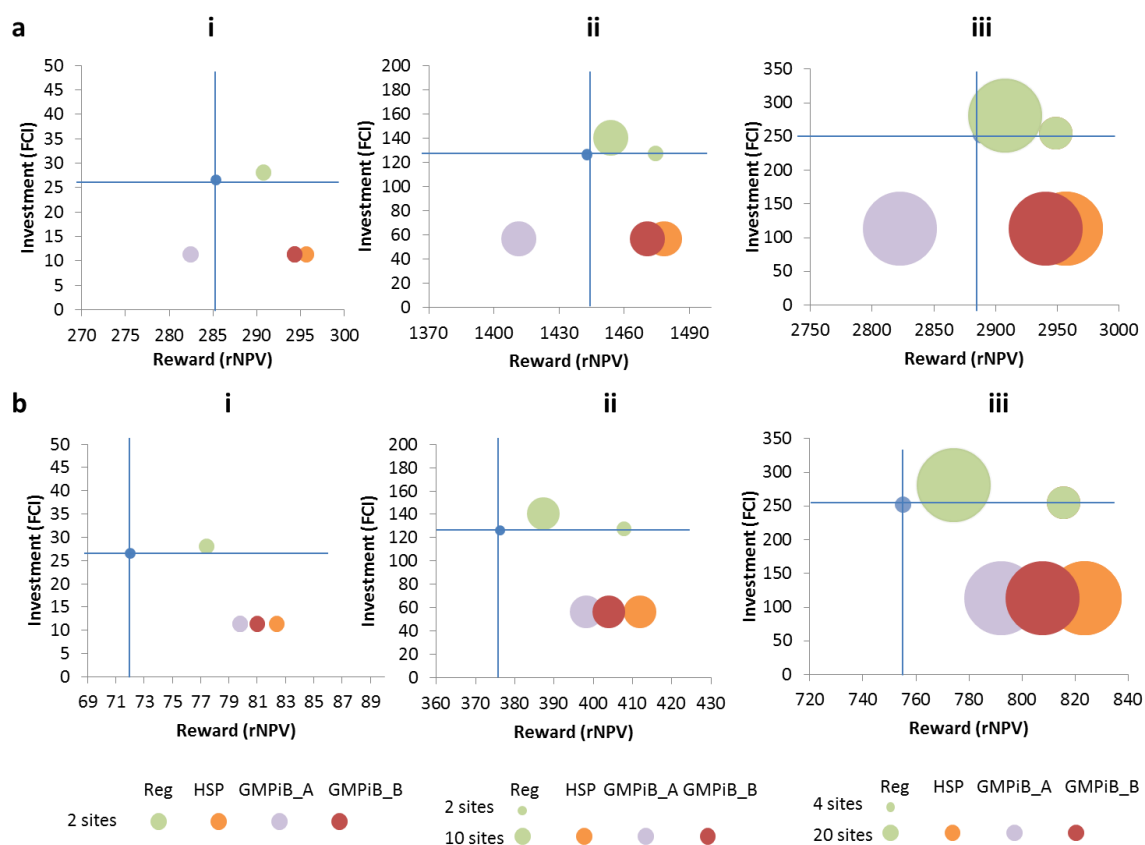 a
i
ii
iii
50
45
40
35
30
25
20
15
10
5
0
Investment (FCI)
270 275 280 285 290 295 300
Reward (rNPV)
200
180
160
140
120
100
80
60
40
20
0
Investment (FCI)
1370 1400 1430 1460 1490
Reward (rNPV)
350
300
250
200
150
100
50
0
Investment (FCI)
2750 2800 2850 2900 2950 3000
Reward (rNPV)
b
i
ii
iii
50
45
40
35
30
25
20
15
10
5
0
Investment (FCI)
69 71 73 75 77 79 81 83 85 87 89
Reward (rNPV)
200
180
160
140
120
100
80
60
40
20
0
Investment (FCI)
360 370 380 390 400 410 420 430
Reward (rNPV)
350
300
250
200
150
100
50
0
Investment (FCI)
720 740 760 780 800 820 840
Reward (rNPV)
Reg HSP GMPiB_A GMPiB_B
2 sites
Reg HSP GMPiB_A GMPiB_B
2 sites
10 sites
Reg HSP GMPiB_A GMPiB_B
4 sites
20 sites